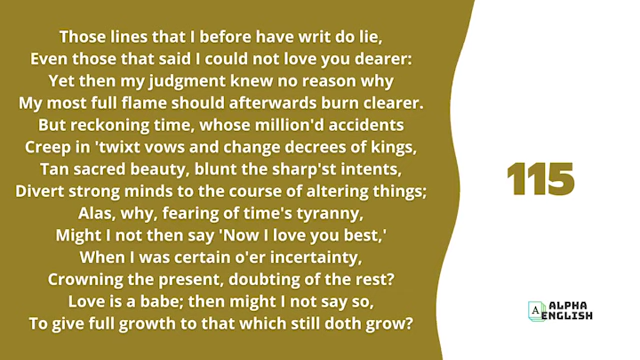 Those lines that I before have writ do lie,
Even those that said I could not love you dearer:
Yet then my judgment knew no reason why
My most full flame should afterwards burn clearer.
But reckoning time, whose million'd accidents
Creep in 'twixt vows and change decrees of kings,
Tan sacred beauty, blunt the sharp'st intents,
Divert strong minds to the course of altering things;
Alas, why, fearing of time's tyranny,
Might I not then say 'Now I love you best,'
When I was certain o'er incertainty,
Crowning the present, doubting of the rest?
Love is a babe; then might I not say so,
To give full growth to that which still doth grow?
115
A
ALPHA
ENGLISH